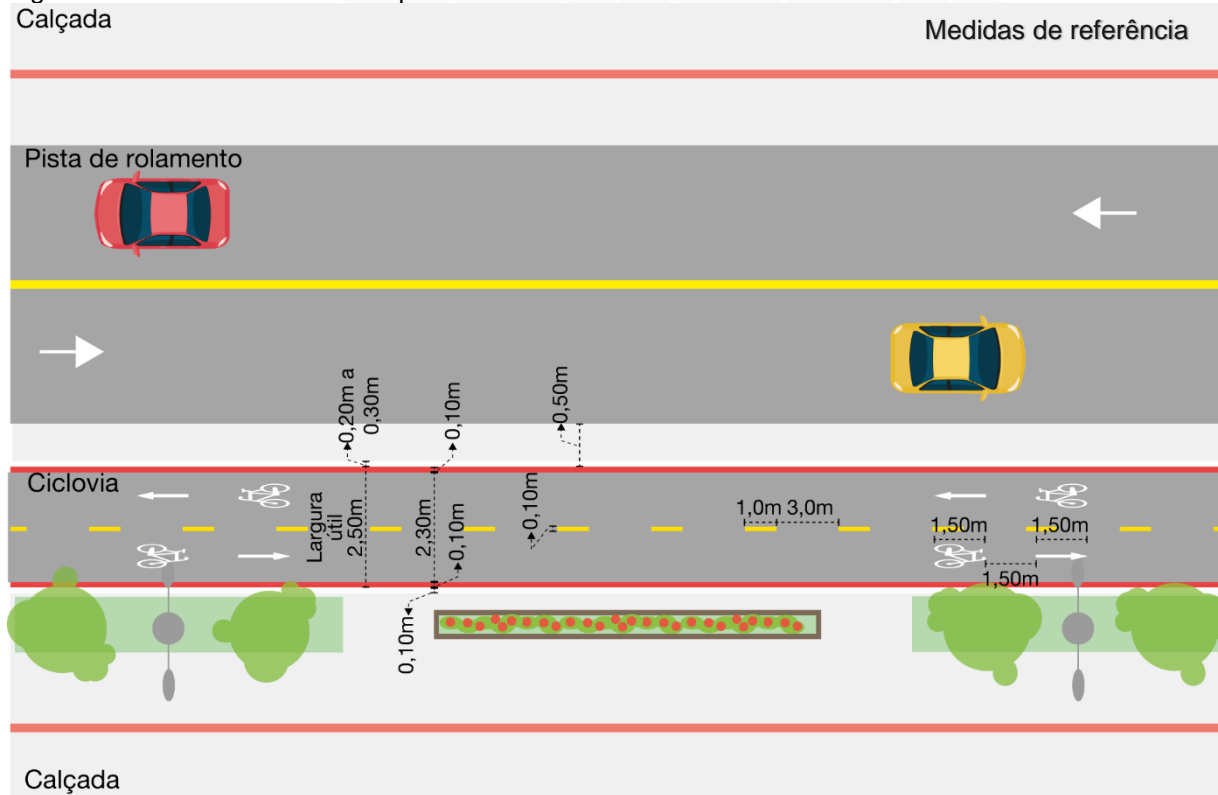 Calçada
Medidas de referência
Pista de rolamento
0,20m a
0,30m
0,10m
0,50m
Ciclovia
Largura
útil
2,50m
2,30m
0,10m
0,10m
1,0m
3,0m
1,50m
1,50m
1,50m
0,10m
Calçada